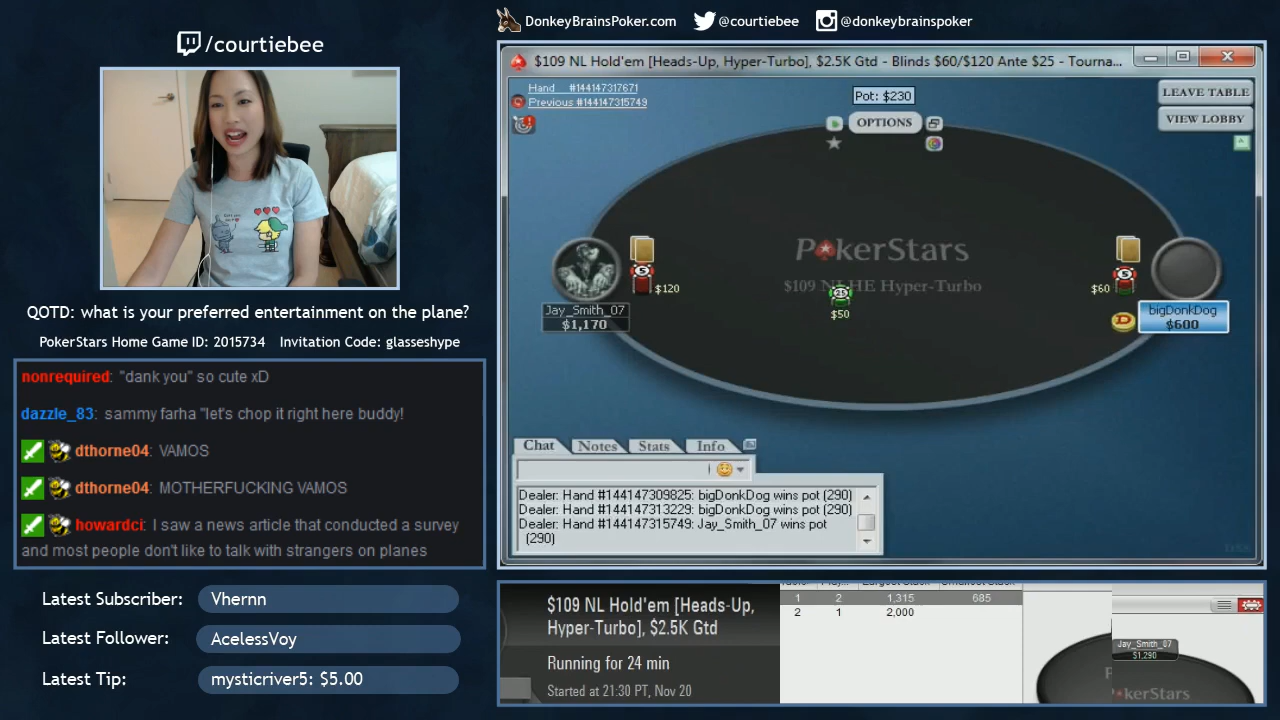 /courtiebee
QOTD: what is your preferred entertainment on the plane?
PokerStars Home Game ID: 2015734 Invitation Code: glasseshype
nonrequired: "dank you" so cute xD
dazzle_83: sammy farha "let's chop it right here buddy!
dthorne04: VAMOS
dthorne04: MOTHERFUCKING VAMOS
howardci: I saw a news article that conducted a survey
and most people don't like to talk with strangers on planes
Latest Subscriber: Vhernn
Latest Follower: AcelessVoy
Latest Tip: mysticriver5: $5.00
DonkeyBrainsPoker.com @courtiebee @donkeybrainspoker
$109 NL Hold'em [Heads-Up, Hyper-Turbo], $2.5K Gtd - Blinds $60/$120 Ante $25 - Tourna...
Hand #144147317671
Previous #144147315749
Pot: $230
OPTIONS
LEAVE TABLE
VIEW LOBBY
PokerStars
$109 NL HE Hyper-Turbo
5
$120
Jay_Smith_07
$1,170
25
$50
5
$60
D
bigDonkDog
$600
Chat Notes Stats Info
Dealer: Hand #144147309825: bigDonkDog wins pot (290)
Dealer: Hand #144147313229: bigDonkDog wins pot (290)
Dealer: Hand #144147315749: Jay_Smith_07 wins pot
(290)
$109 NL Hold'em [Heads-Up,
Hyper-Turbo], $2.5K Gtd
Running for 24 min
Started at 21:30 PT, Nov 20
1 2 1,315 685
2 1 2,000
Jay_Smith_07
$1,290
PokerStars